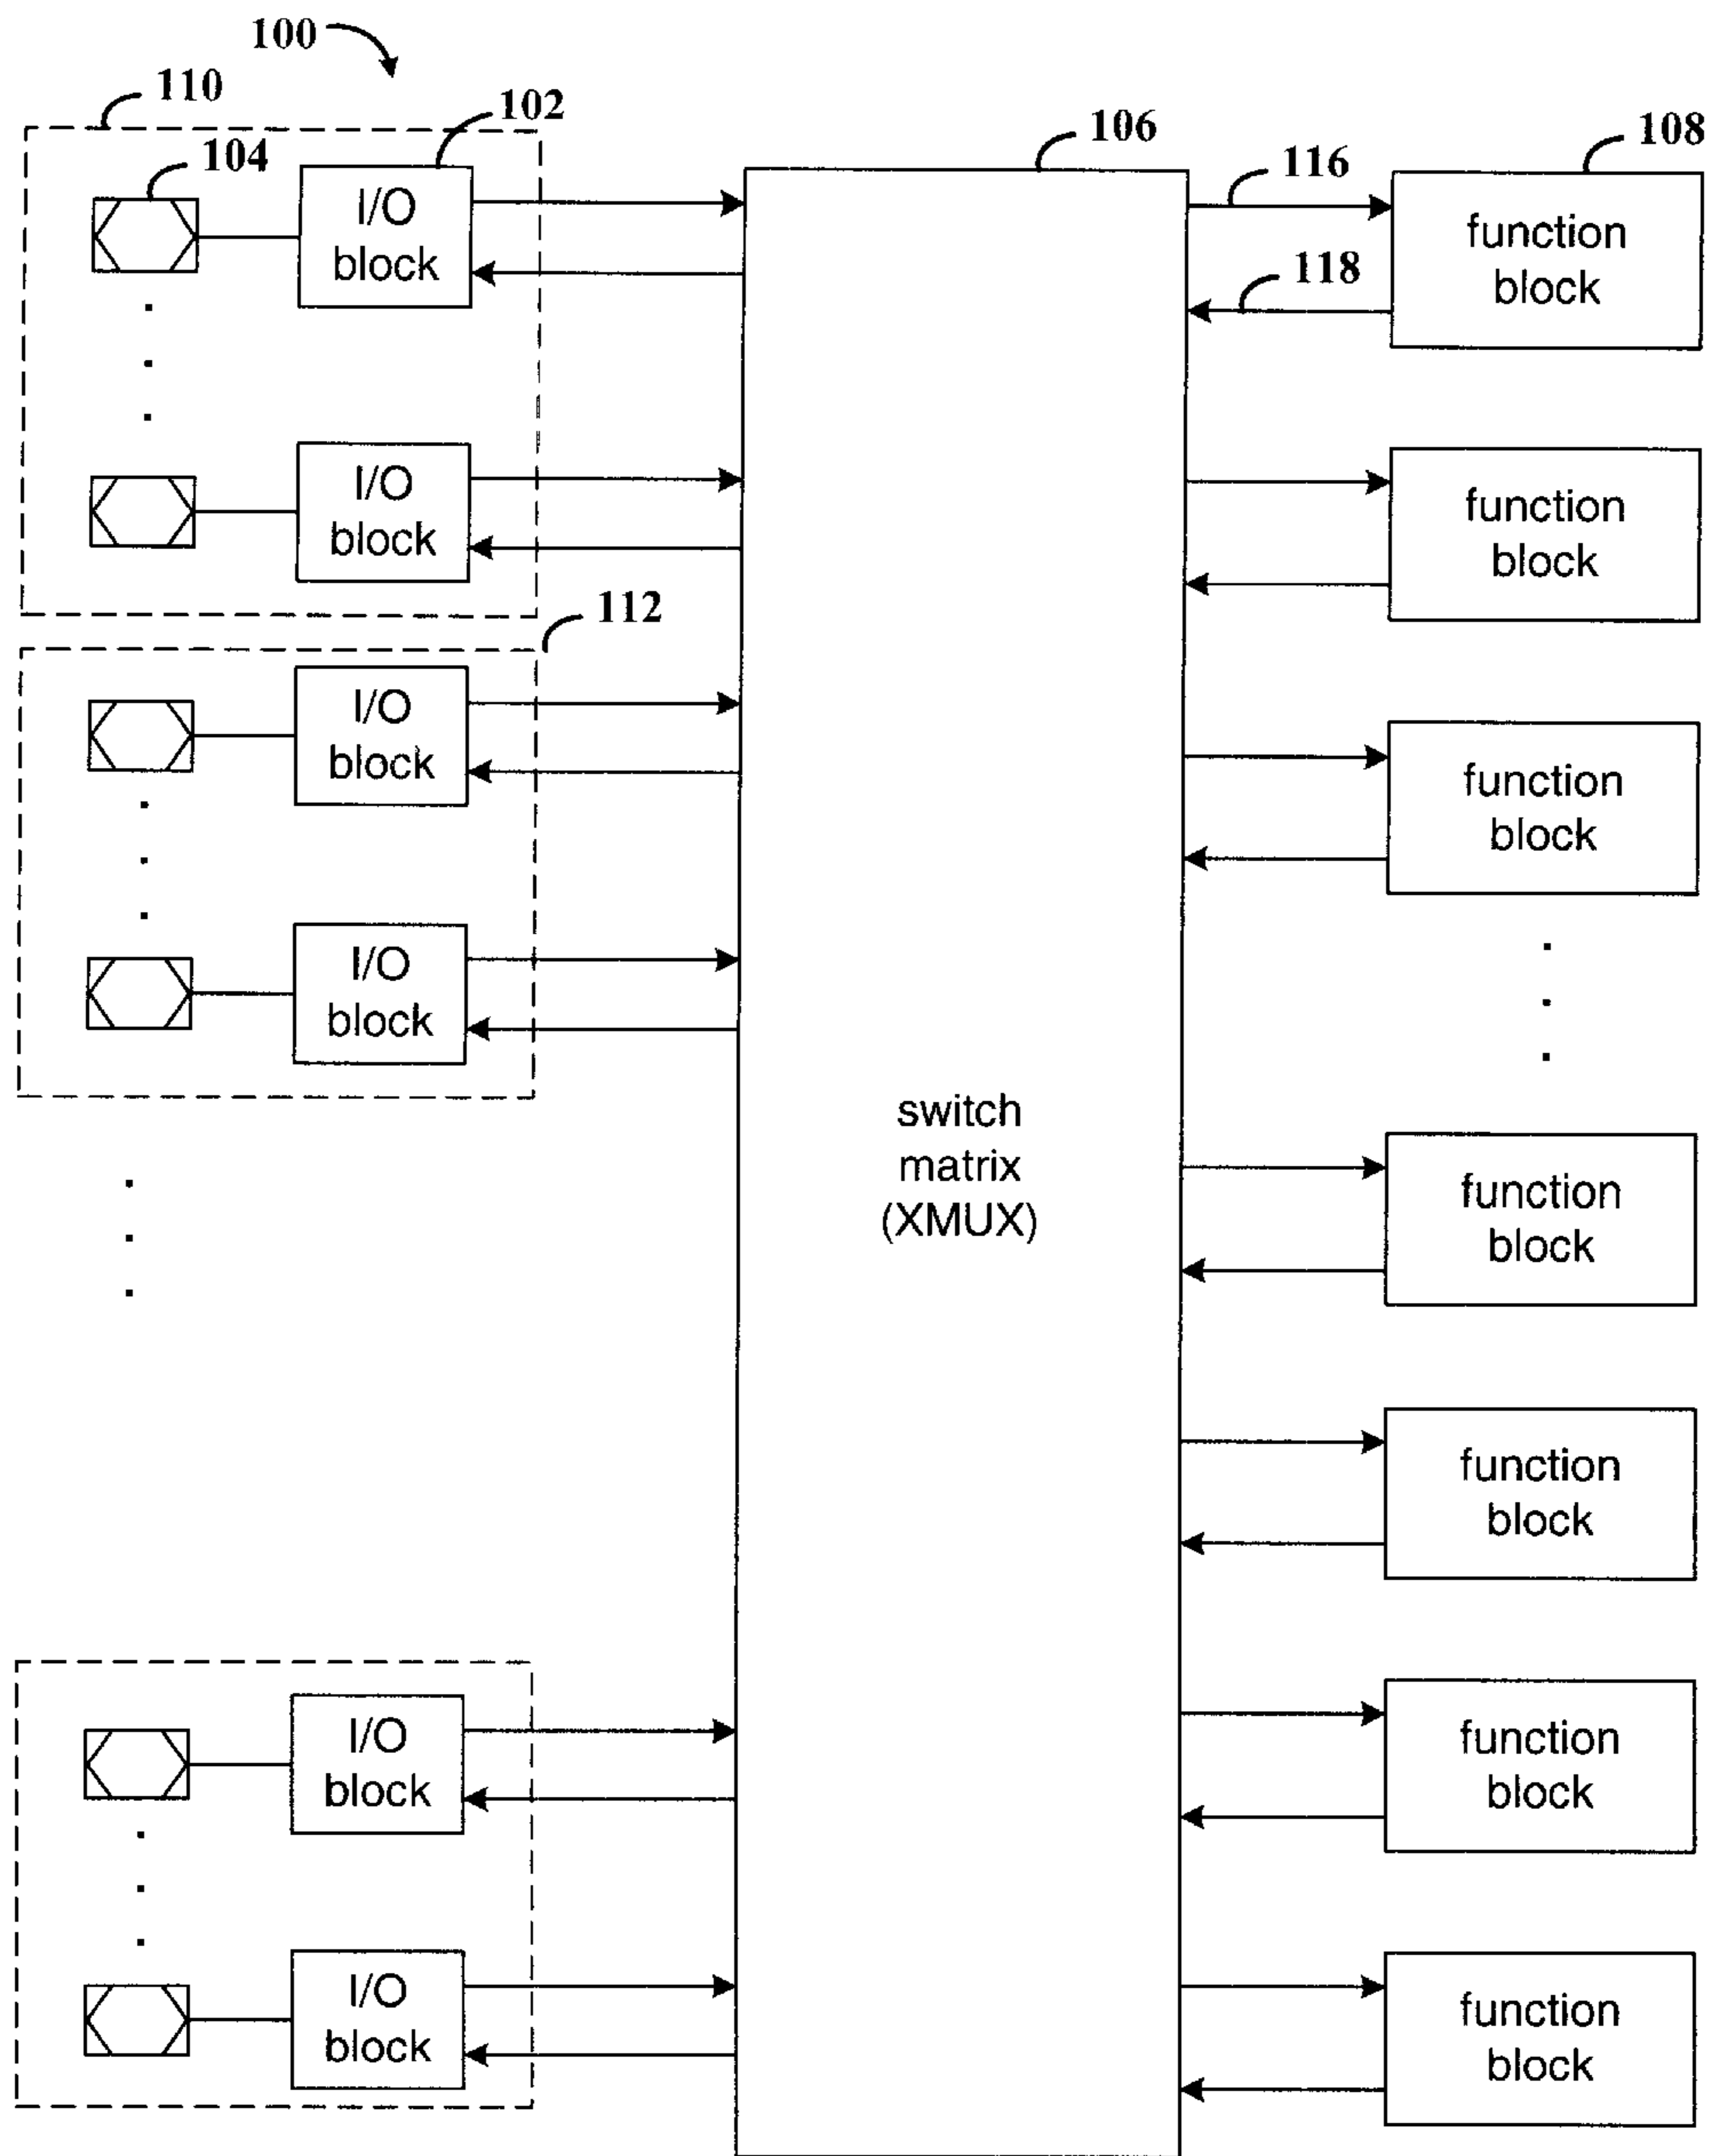 100
110
102
106
108
104
116
118
I/O
block
function
block
I/O
block
function
block
112
I/O
block
function
block
I/O
block
switch
matrix
(XMUX)
function
block
function
block
I/O
block
function
block
I/O
block
function
block